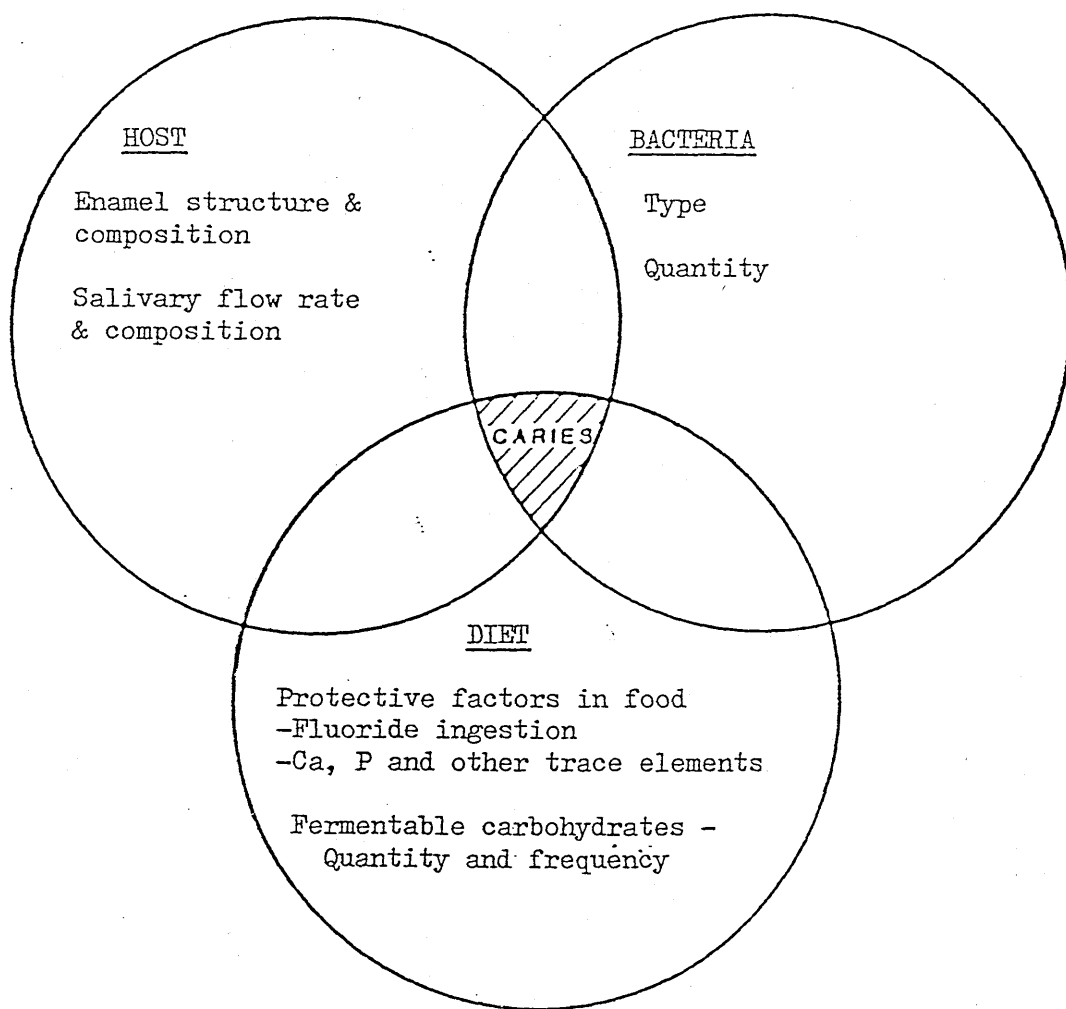 HOST
Enamel structure &
composition
Salivary flow rate
& composition
BACTERIA
Type
Quantity
CARIES
DIET
Protective factors in food
-Fluoride ingestion
-Ca, P and other trace elements
Fermentable carbohydrates -
Quantity and frequency